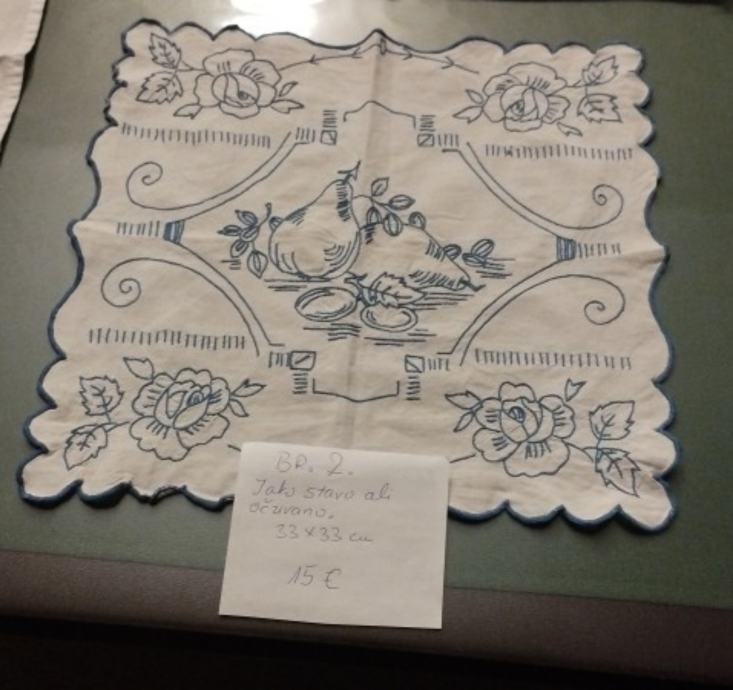 BR. 2.
Jako staro ali
očuvano.
33 x 33 cm
15 €